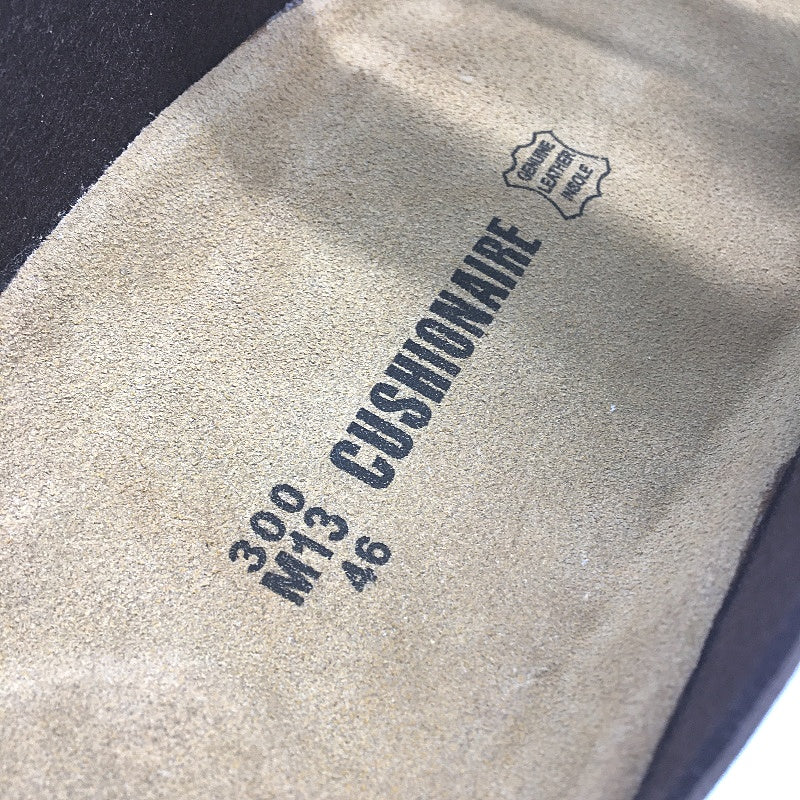 GENUINE
LEATHER
INSOLE
CUSHIONAIRE
300
M13
46